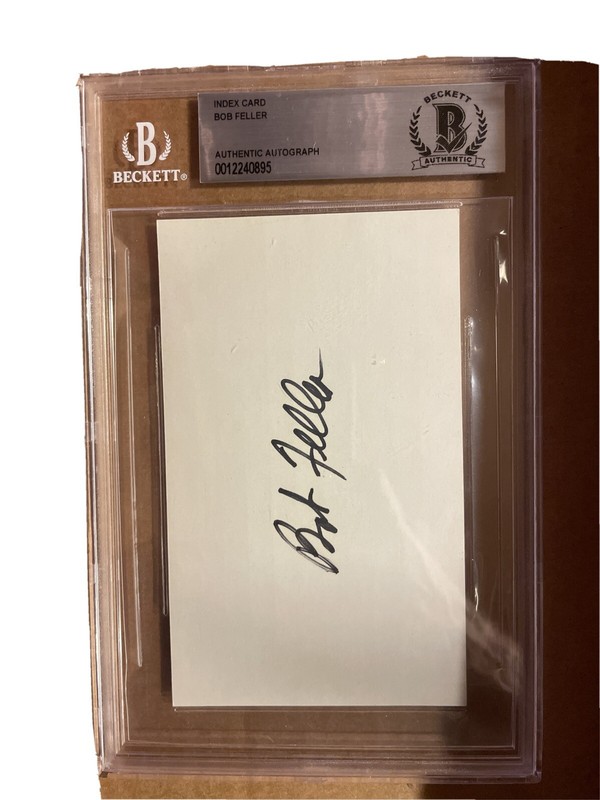 B
BECKETT®
INDEX CARD
BOB FELLER
AUTHENTIC AUTOGRAPH
0012240895
BECKETT
B
AUTHENTIC
Bob Feller